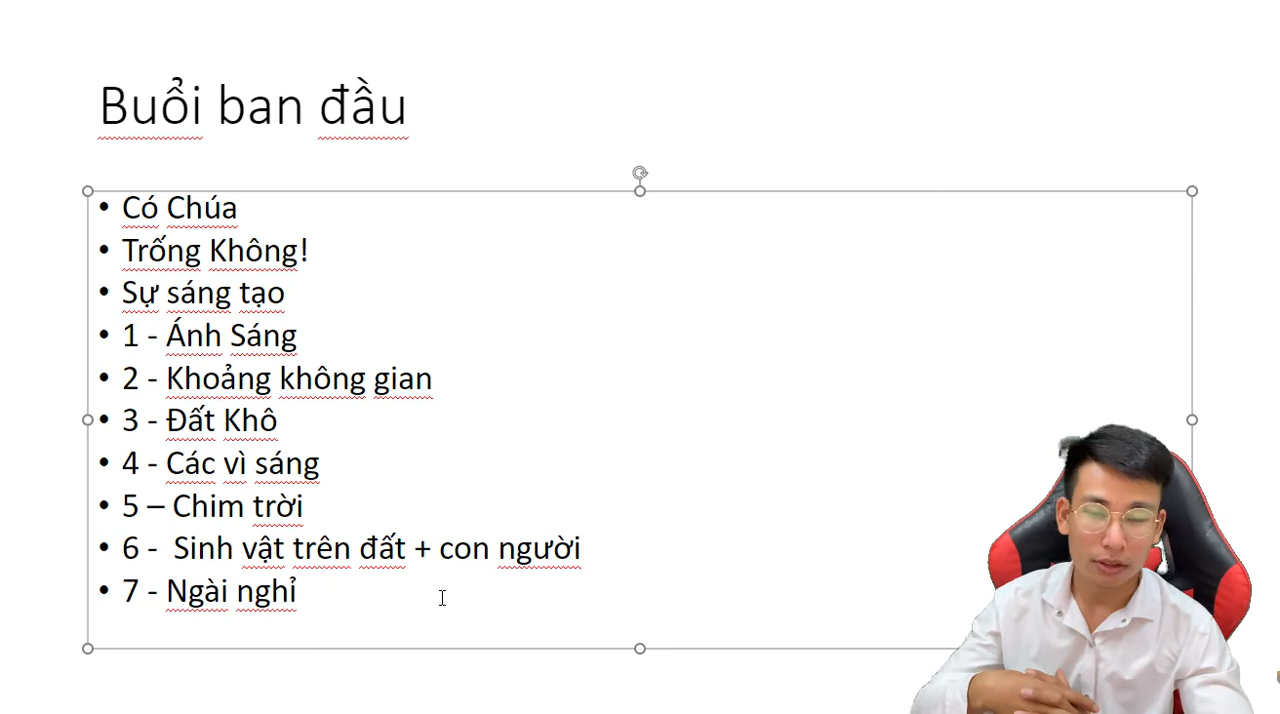 Buổi ban đầu
• Có Chúa
• Trống Không!
• Sự sáng tạo
• 1 - Ánh Sáng
• 2 - Khoảng không gian
• 3 - Đất Khô
• 4 - Các vì sáng
• 5 – Chim trời
• 6 -  Sinh vật trên đất + con người
• 7 - Ngài nghỉ